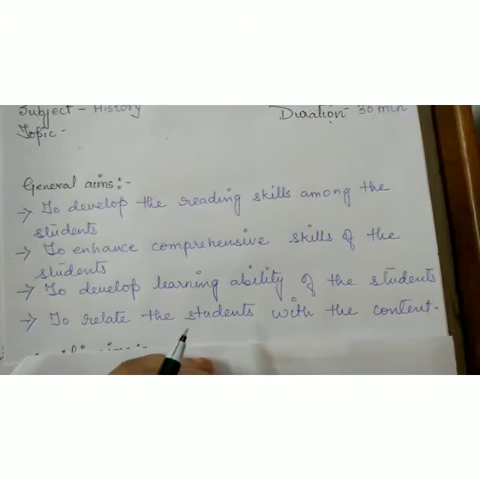 Subject - History Duration - 30 min
Topic -
General aims :-
→ To develop the reading skills among the
students
→ To enhance comprehensive skills of the
students
→ To develop learning ability of the students
→ To relate the students with the content -